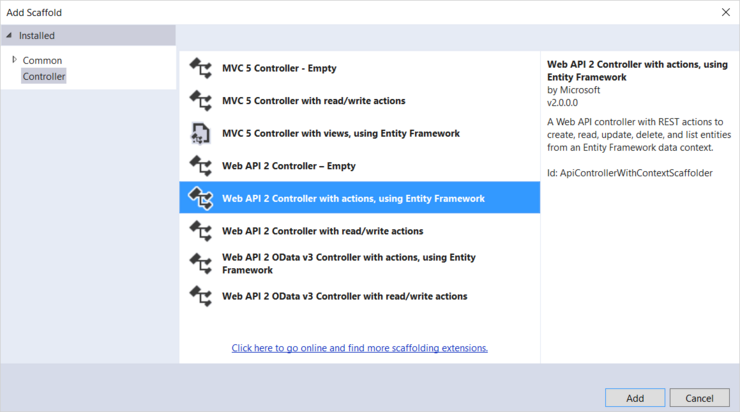 Add Scaffold
Installed
Common
Controller
MVC 5 Controller - Empty
MVC 5 Controller with read/write actions
MVC 5 Controller with views, using Entity Framework
Web API 2 Controller – Empty
Web API 2 Controller with actions, using Entity Framework
Web API 2 Controller with read/write actions
Web API 2 OData v3 Controller with actions, using Entity
Framework
Web API 2 OData v3 Controller with read/write actions
Click here to go online and find more scaffolding extensions.
Web API 2 Controller with actions, using
Entity Framework
by Microsoft
v2.0.0.0
A Web API controller with REST actions to
create, read, update, delete, and list entities
from an Entity Framework data context.
Id: ApiControllerWithContextScaffolder
Add
Cancel